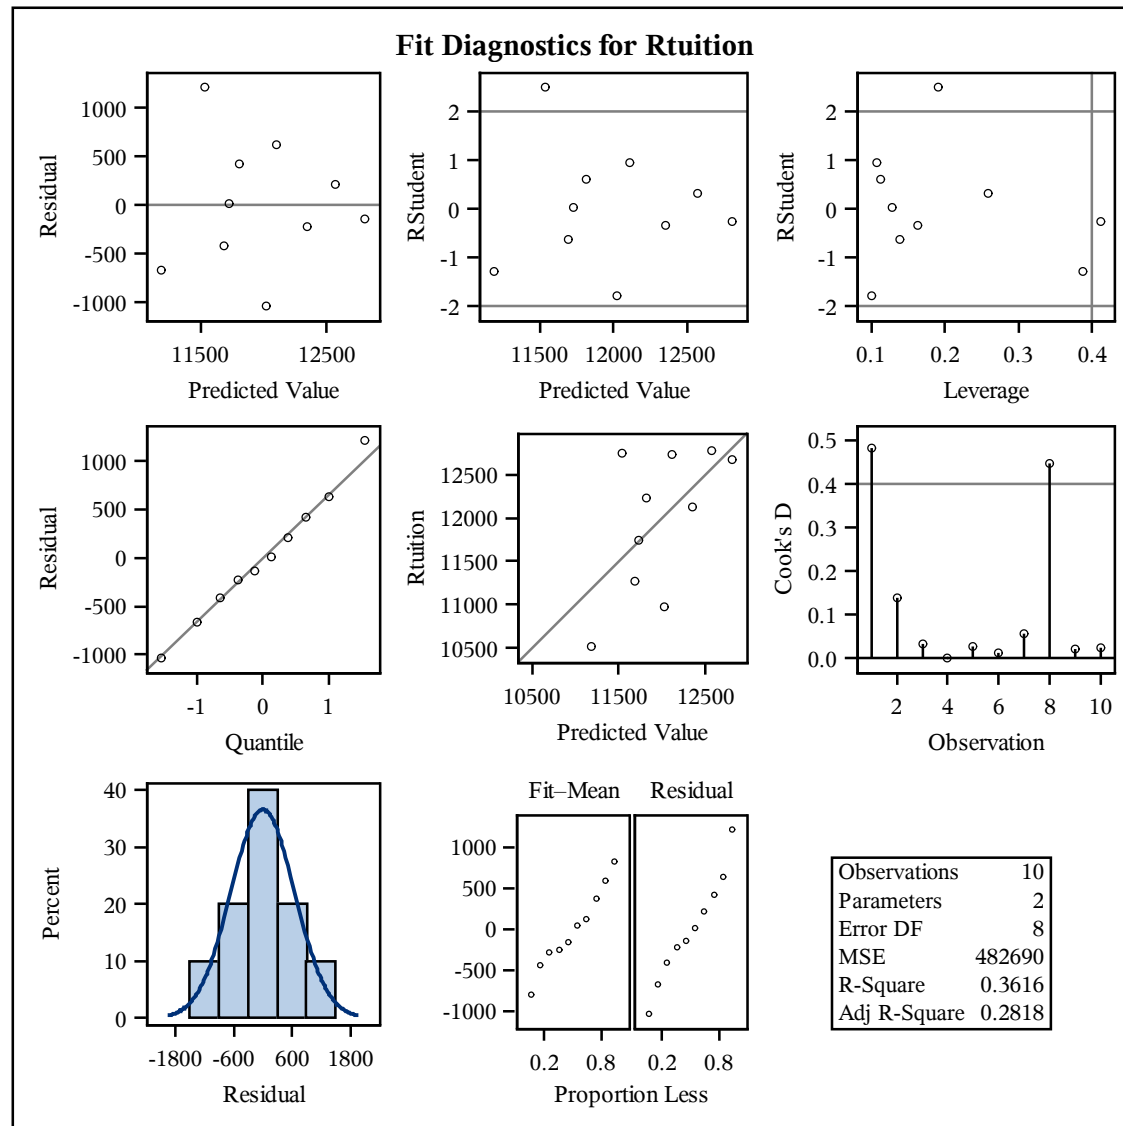 Fit Diagnostics for Rtuition
1000
500
0
-500
-1000
Residual
11500 12500
Predicted Value
2
1
0
-1
-2
RStudent
11500 12000 12500
Predicted Value
2
1
0
-1
-2
RStudent
0.1 0.2 0.3 0.4
Leverage
1000
500
0
-500
-1000
Residual
-1 0 1
Quantile
12500
12000
11500
11000
10500
Rtuition
10500 11500 12500
Predicted Value
0.5
0.4
0.3
0.2
0.1
0.0
Cook's D
2 4 6 8 10
Observation
40
30
20
10
0
Percent
-1800 -600 600 1800
Residual
Fit–Mean Residual
1000
500
0
-500
-1000
0.2 0.8 0.2 0.8
Proportion Less
Observations 10
Parameters 2
Error DF 8
MSE 482690
R-Square 0.3616
Adj R-Square 0.2818